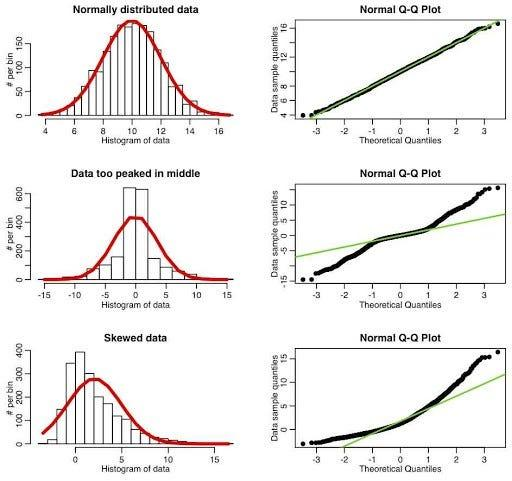 Normally distributed data
# per bin
0 50 100 150
4 6 8 10 12 14 16
Histogram of data
Normal Q-Q Plot
Data sample quantiles
4 6 8 12 16
-3 -2 -1 0 1 2 3
Theoretical Quantiles
Data too peaked in middle
# per bin
0 200 400 600
-15 -10 -5 0 5 10 15
Histogram of data
Normal Q-Q Plot
Data sample quantiles
-15 -5 0 5 10
-3 -2 -1 0 1 2 3
Theoretical Quantiles
Skewed data
# per bin
0 100 200 300 400
0 5 10 15
Histogram of data
Normal Q-Q Plot
Data sample quantiles
0 5 10 15
-3 -2 -1 0 1 2 3
Theoretical Quantiles